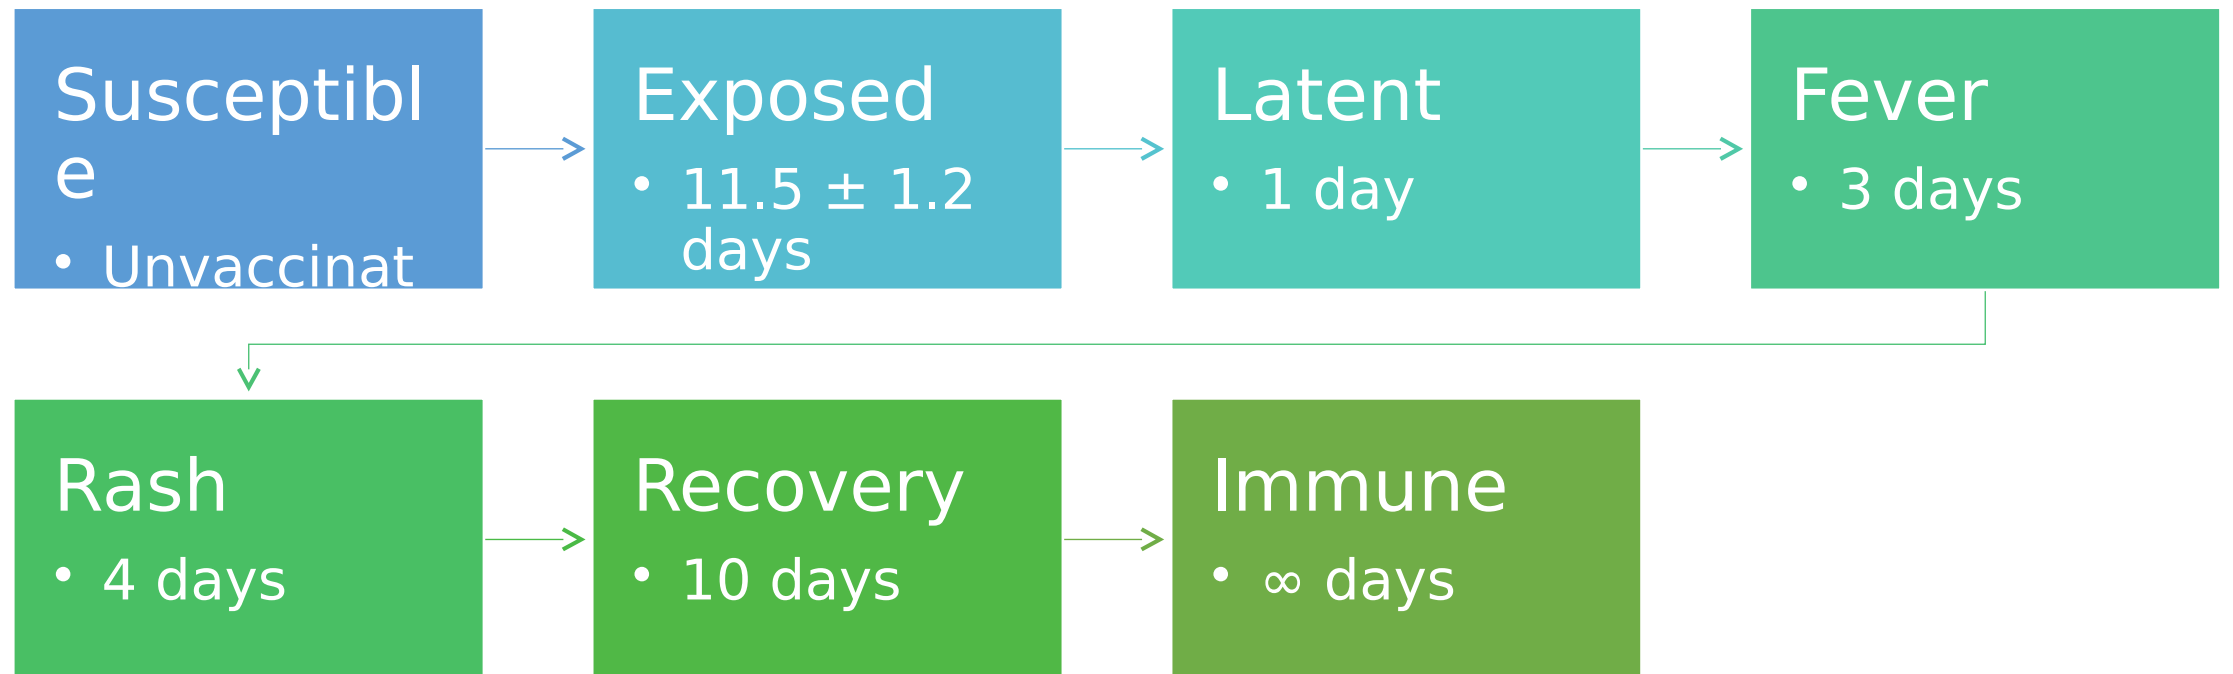 Susceptibl
e
• Unvaccinat
Exposed
• 11.5 ± 1.2
days
Latent
• 1 day
Fever
• 3 days
Rash
• 4 days
Recovery
• 10 days
Immune
• ∞ days